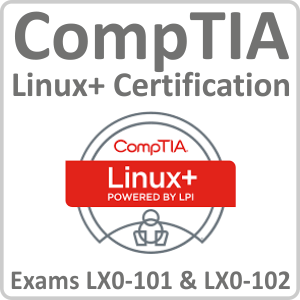 CompTIA
Linux+ Certification
CompTIA.
Linux+
POWERED BY LPI
Exams LX0-101 & LX0-102